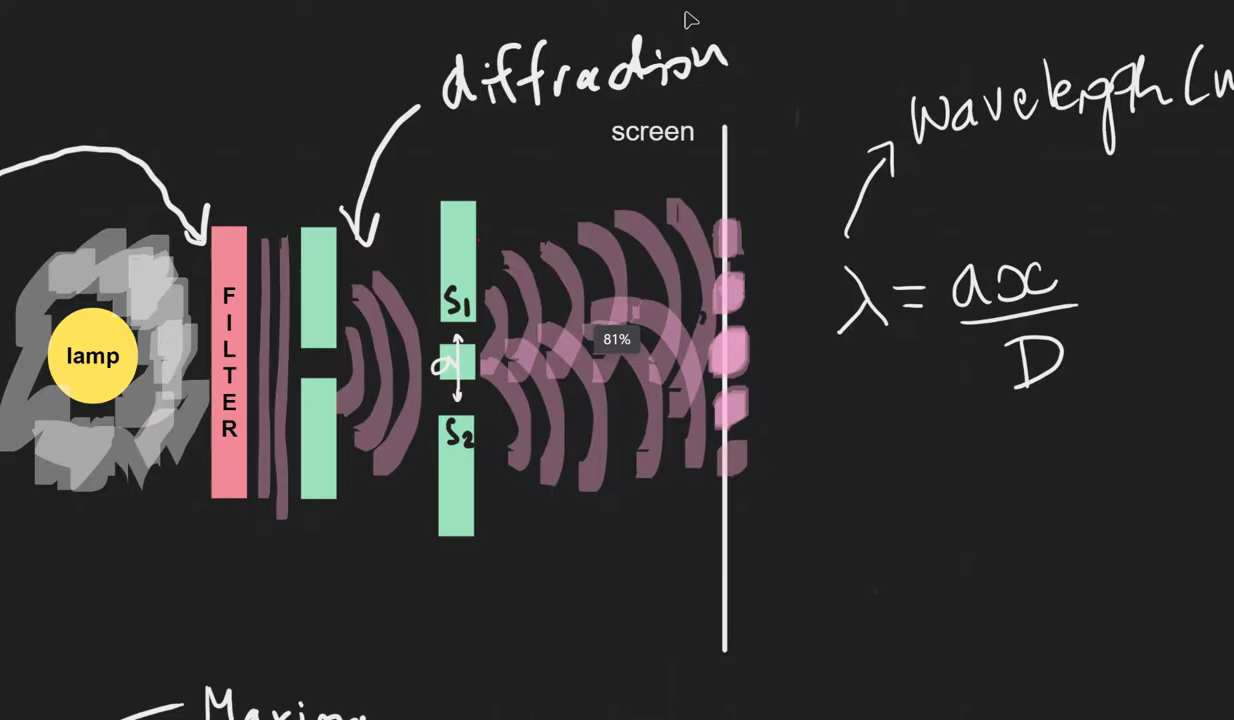 diffraction
screen
wavelength (
FILTER
lamp
S1
a
S2
81%
λ = ax
D